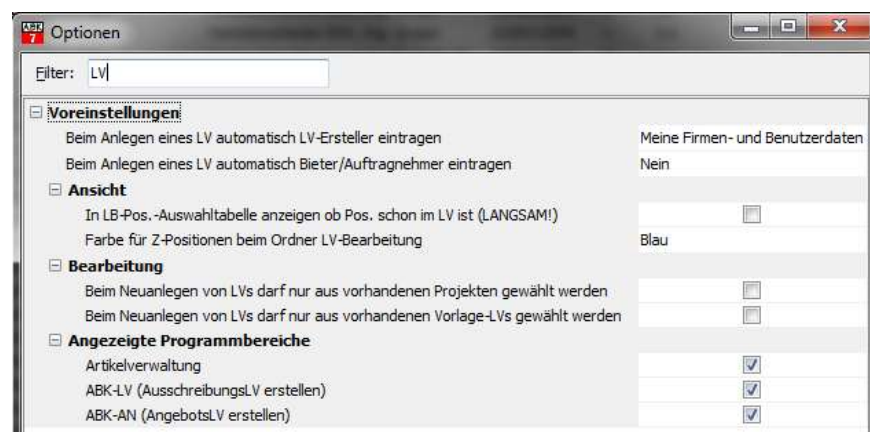 ABK
7
Optionen
Filter: LV
Voreinstellungen
Beim Anlegen eines LV automatisch LV-Ersteller eintragen Meine Firmen- und Benutzerdaten
Beim Anlegen eines LV automatisch Bieter/Auftragnehmer eintragen Nein
Ansicht
In LB-Pos.-Auswahltabelle anzeigen ob Pos. schon im LV ist (LANGSAM!)
Farbe für Z-Positionen beim Ordner LV-Bearbeitung Blau
Bearbeitung
Beim Neuanlegen von LVs darf nur aus vorhandenen Projekten gewählt werden
Beim Neuanlegen von LVs darf nur aus vorhandenen Vorlage-LVs gewählt werden
Angezeigte Programmbereiche
Artikelverwaltung
ABK-LV (AusschreibungsLV erstellen)
ABK-AN (AngebotsLV erstellen)